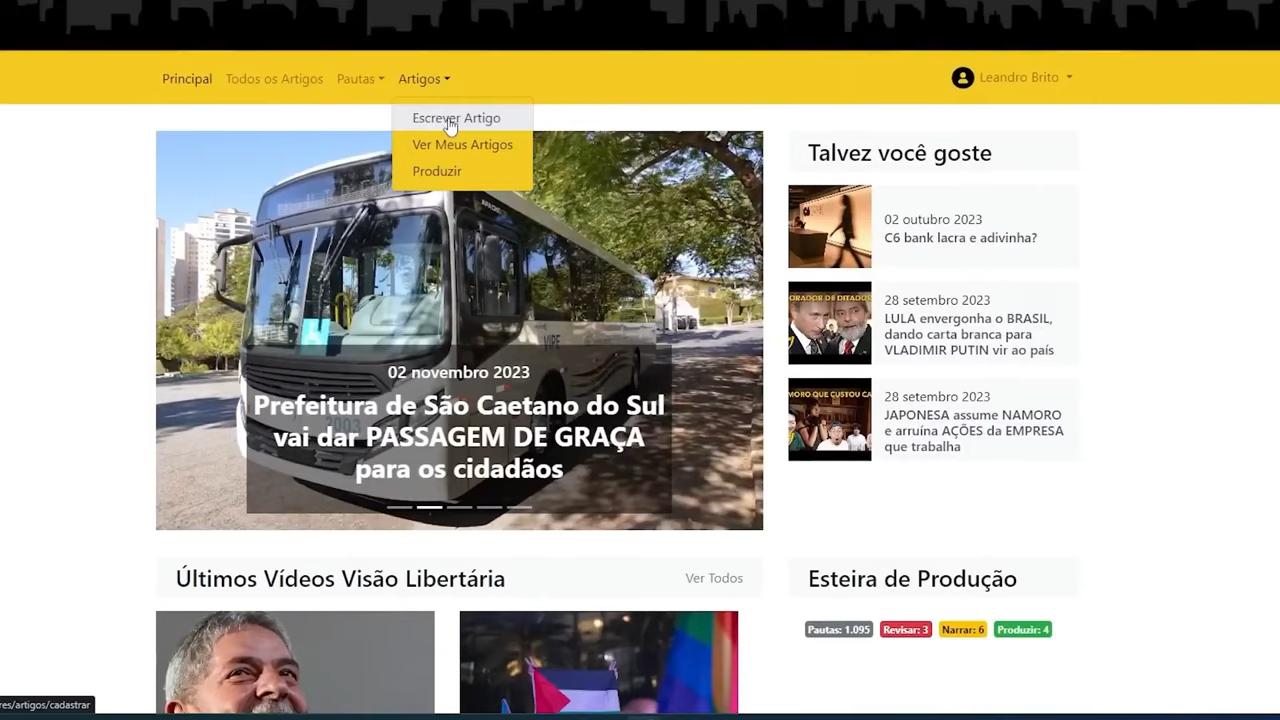 Principal
Todos os Artigos
Pautas
Artigos
Leandro Brito
Escrever Artigo
Ver Meus Artigos
Produzir
02 novembro 2023
Prefeitura de São Caetano do Sul
vai dar PASSAGEM DE GRAÇA
para os cidadãos
Talvez você goste
02 outubro 2023
C6 bank lacra e adivinha?
28 setembro 2023
LULA envergonha o BRASIL,
dando carta branca para
VLADIMIR PUTIN vir ao país
28 setembro 2023
JAPONESA assume NAMORO
e arruína AÇÕES da EMPRESA
que trabalha
Últimos Vídeos Visão Libertária
Ver Todos
Esteira de Produção
Pautas: 1.095
Revisar: 3
Narrar: 6
Produzir: 4
res/artigos/cadastrar